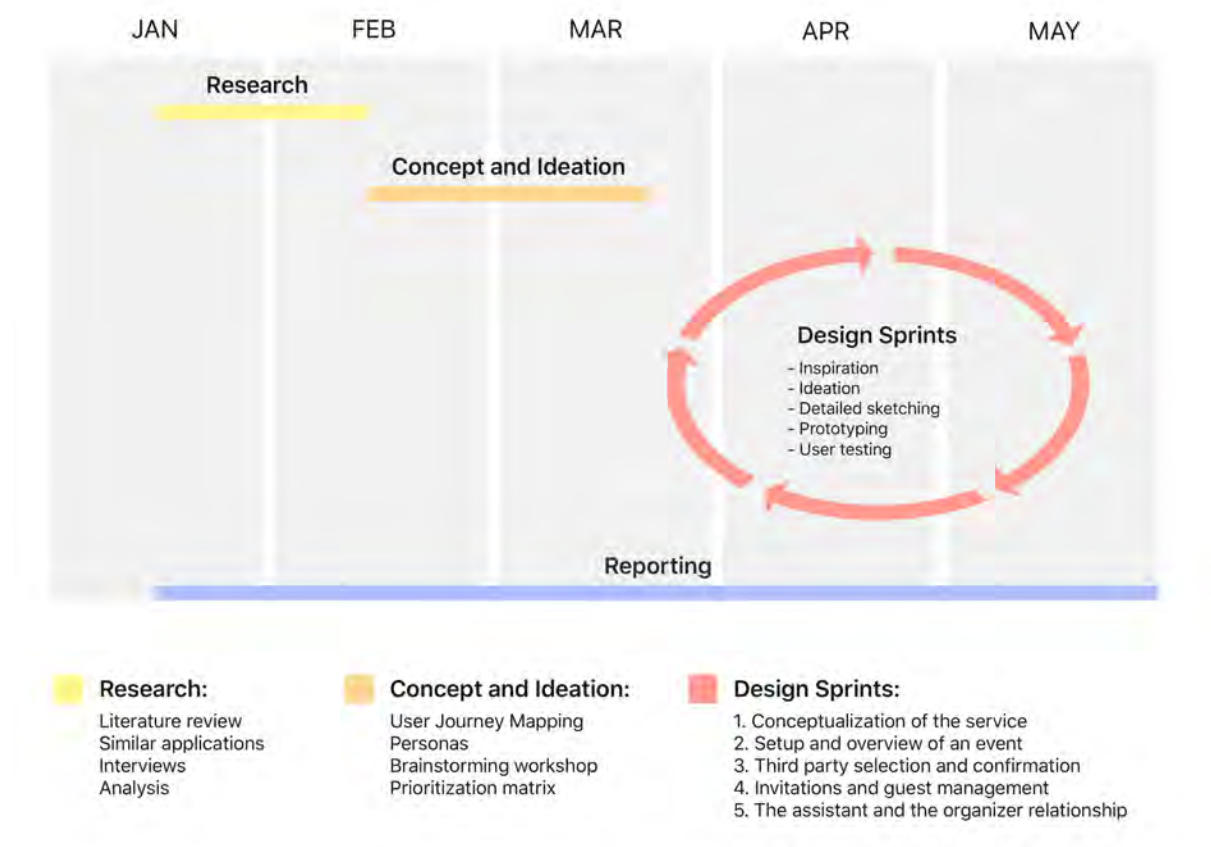 JAN FEB MAR APR MAY
Research
Concept and Ideation
Design Sprints
- Inspiration
- Ideation
- Detailed sketching
- Prototyping
- User testing
Reporting
Research:
Literature review
Similar applications
Interviews
Analysis
Concept and Ideation:
User Journey Mapping
Personas
Brainstorming workshop
Prioritization matrix
Design Sprints:
1. Conceptualization of the service
2. Setup and overview of an event
3. Third party selection and confirmation
4. Invitations and guest management
5. The assistant and the organizer relationship